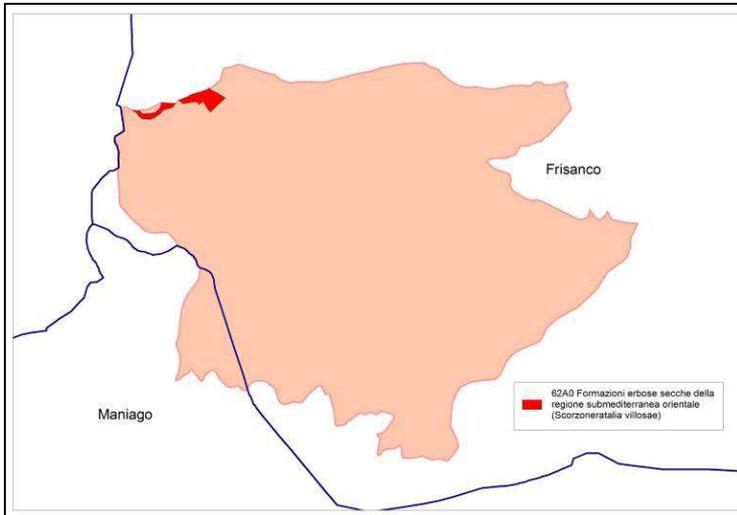 Frisanco
62A0 Formazioni erbose secche della
regione submediterranea orientale
(Scorzoneratalia villosae)
Maniago